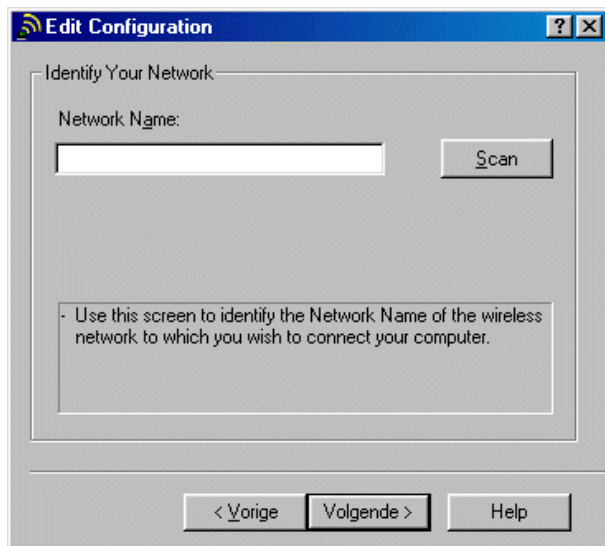 Edit Configuration
Identify Your Network
Network Name:
Scan
- Use this screen to identify the Network Name of the wireless
network to which you wish to connect your computer.
< Vorige
Volgende >
Help